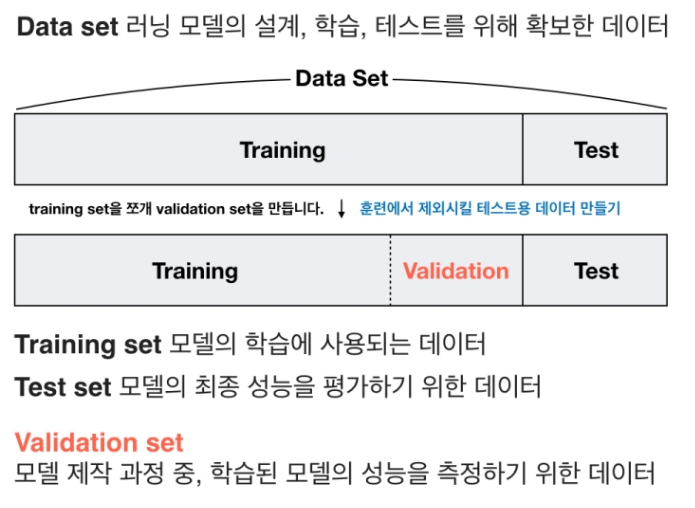 Data set 러닝 모델의 설계, 학습, 테스트를 위해 확보한 데이터
Data Set
Training Test
training set을 쪼개 validation set을 만듭니다. ↓ 훈련에서 제외시킬 테스트용 데이터 만들기
Training Validation Test
Training set 모델의 학습에 사용되는 데이터
Test set 모델의 최종 성능을 평가하기 위한 데이터
Validation set
모델 제작 과정 중, 학습된 모델의 성능을 측정하기 위한 데이터